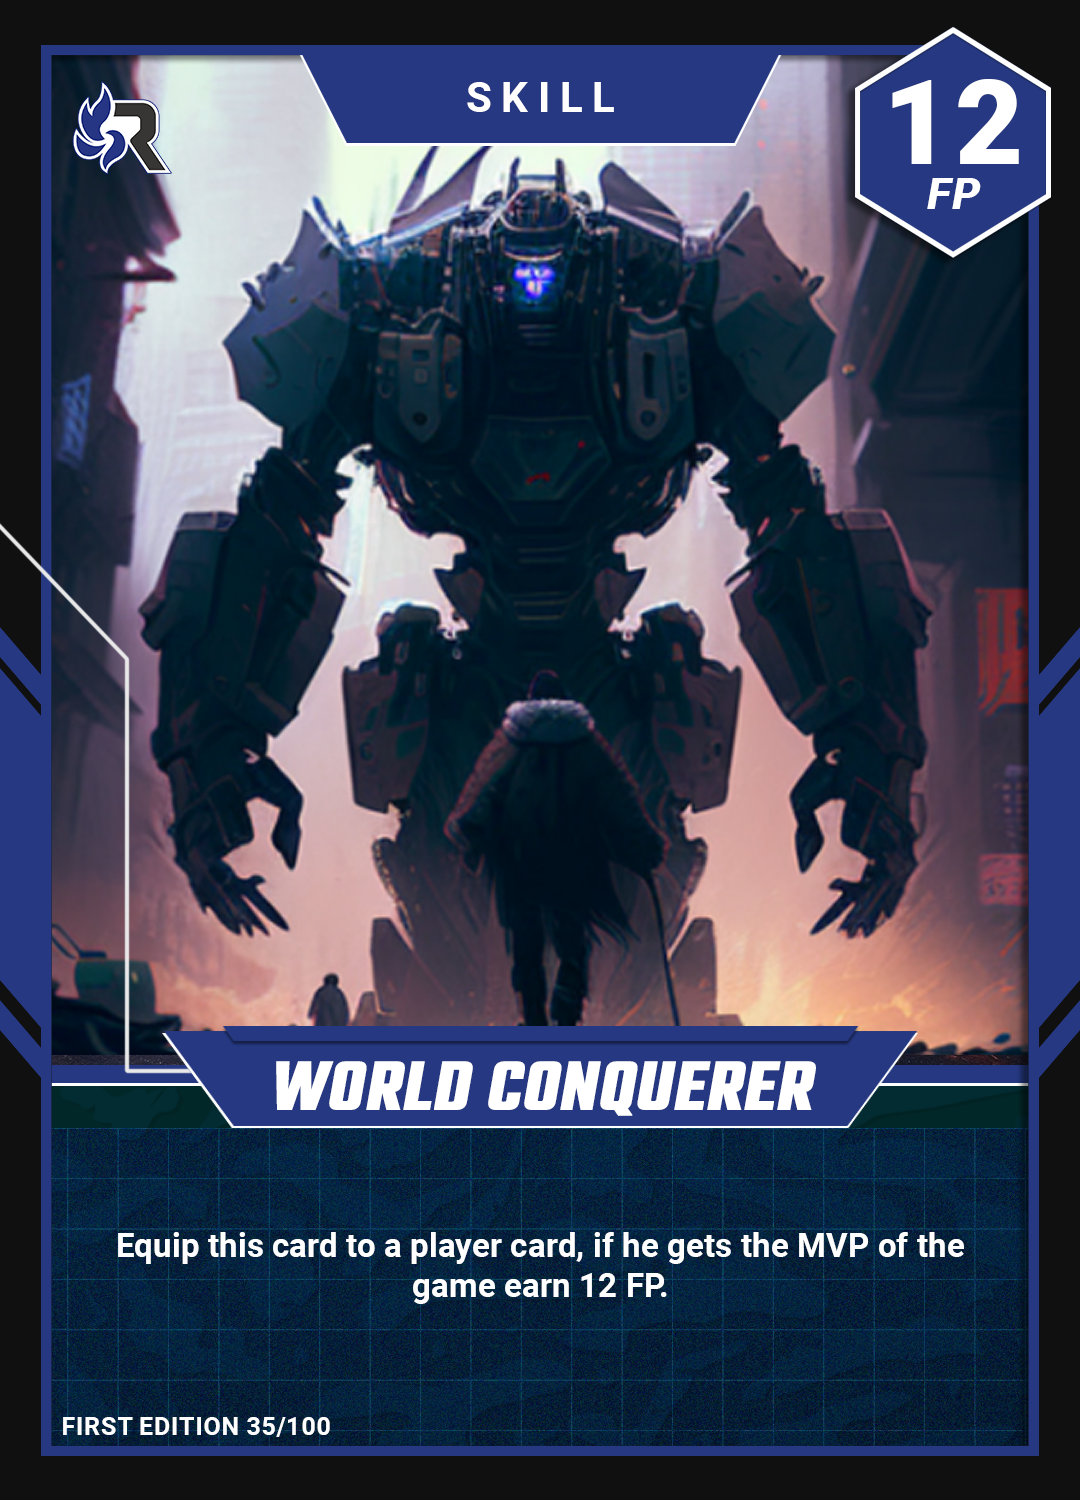 SKILL
12
FP
WORLD CONQUERER
Equip this card to a player card, if he gets the MVP of the
game earn 12 FP.
FIRST EDITION 35/100